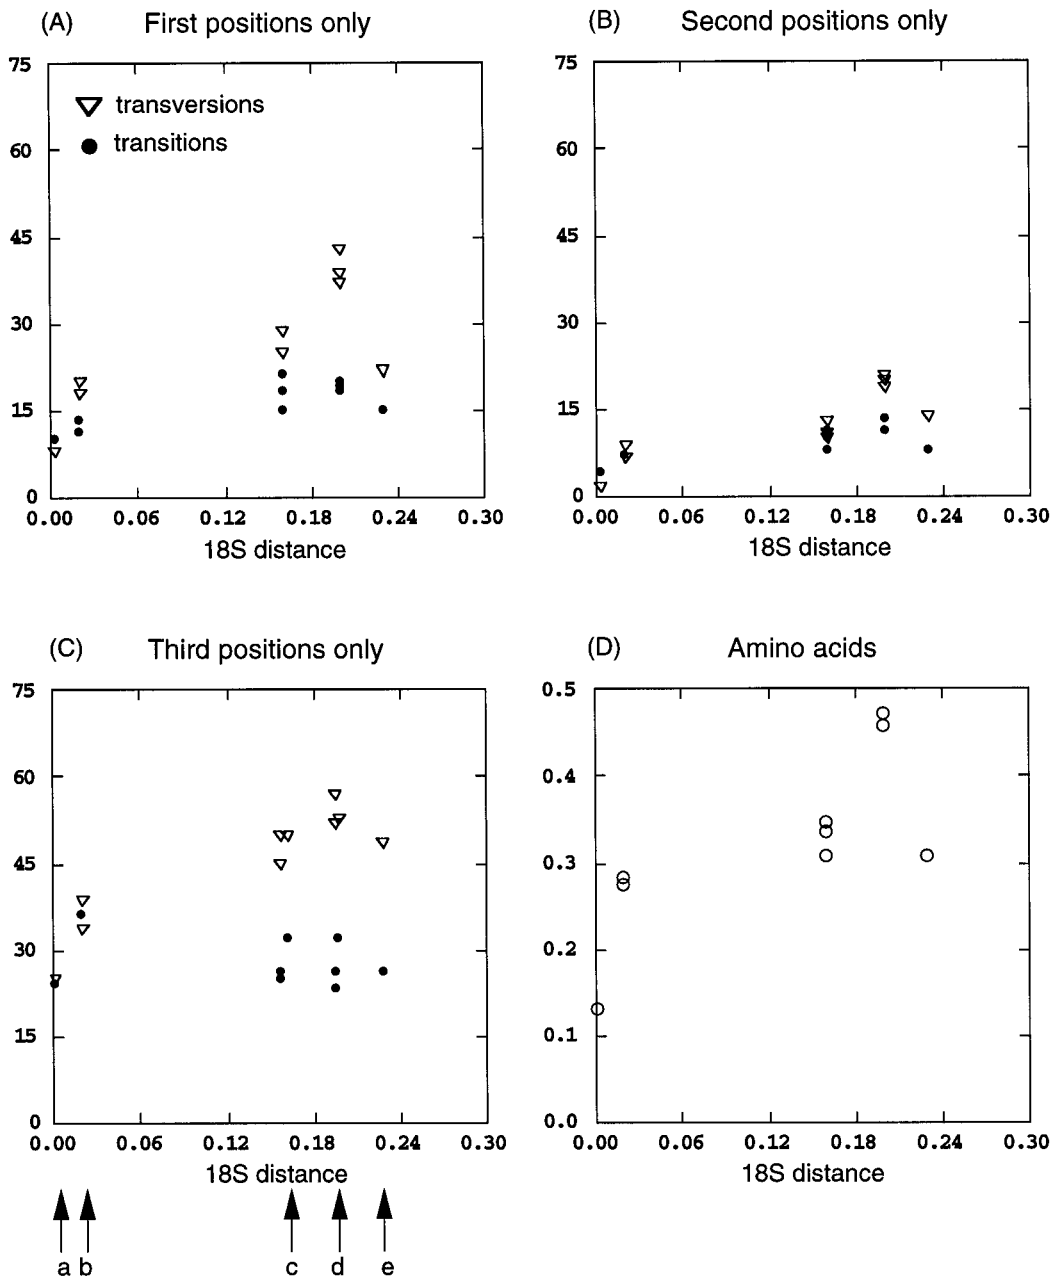 (A) First positions only
75
transversions
transitions
60
45
30
15
0
0.00 0.06 0.12 0.18 0.24 0.30
18S distance
(B) Second positions only
75
60
45
30
15
0
0.00 0.06 0.12 0.18 0.24 0.30
18S distance
(C) Third positions only
75
60
45
30
15
0
0.00 0.06 0.12 0.18 0.24 0.30
18S distance
a b c d e
(D) Amino acids
0.5
0.4
0.3
0.2
0.1
0.0
0.00 0.06 0.12 0.18 0.24 0.30
18S distance